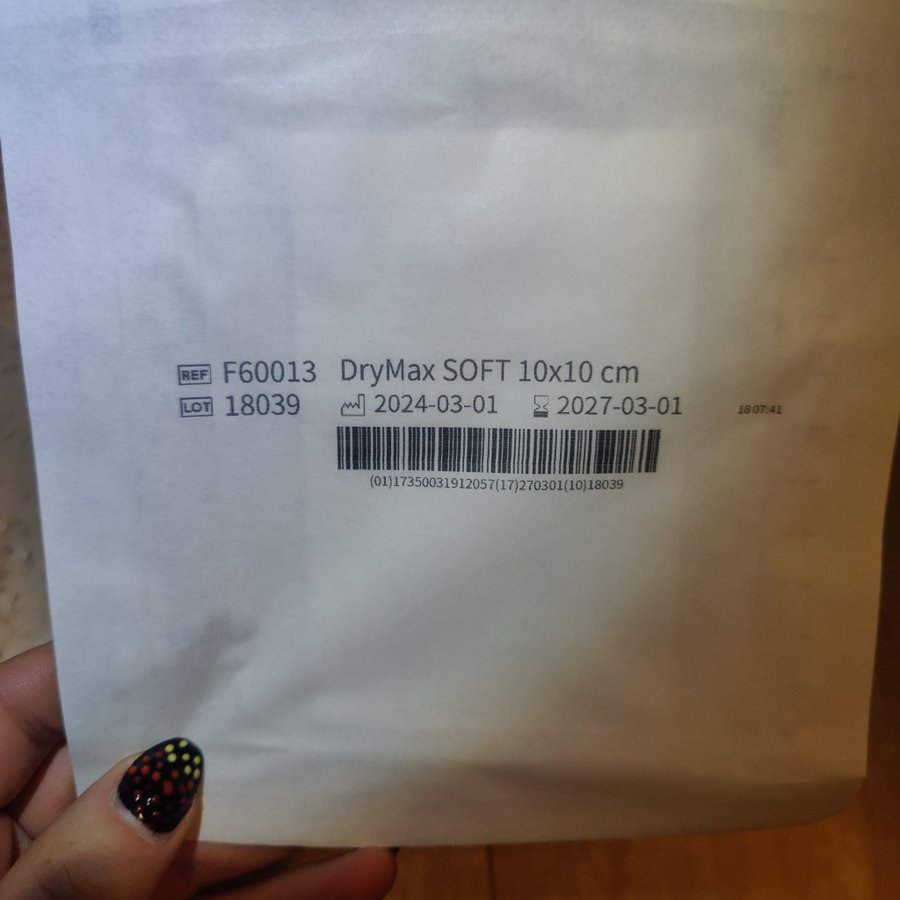 REF F60013 DryMax SOFT 10x10 cm
LOT 18039 2024-03-01 2027-03-01 18:07:41
(01)17350031912057(17)270301(10)18039